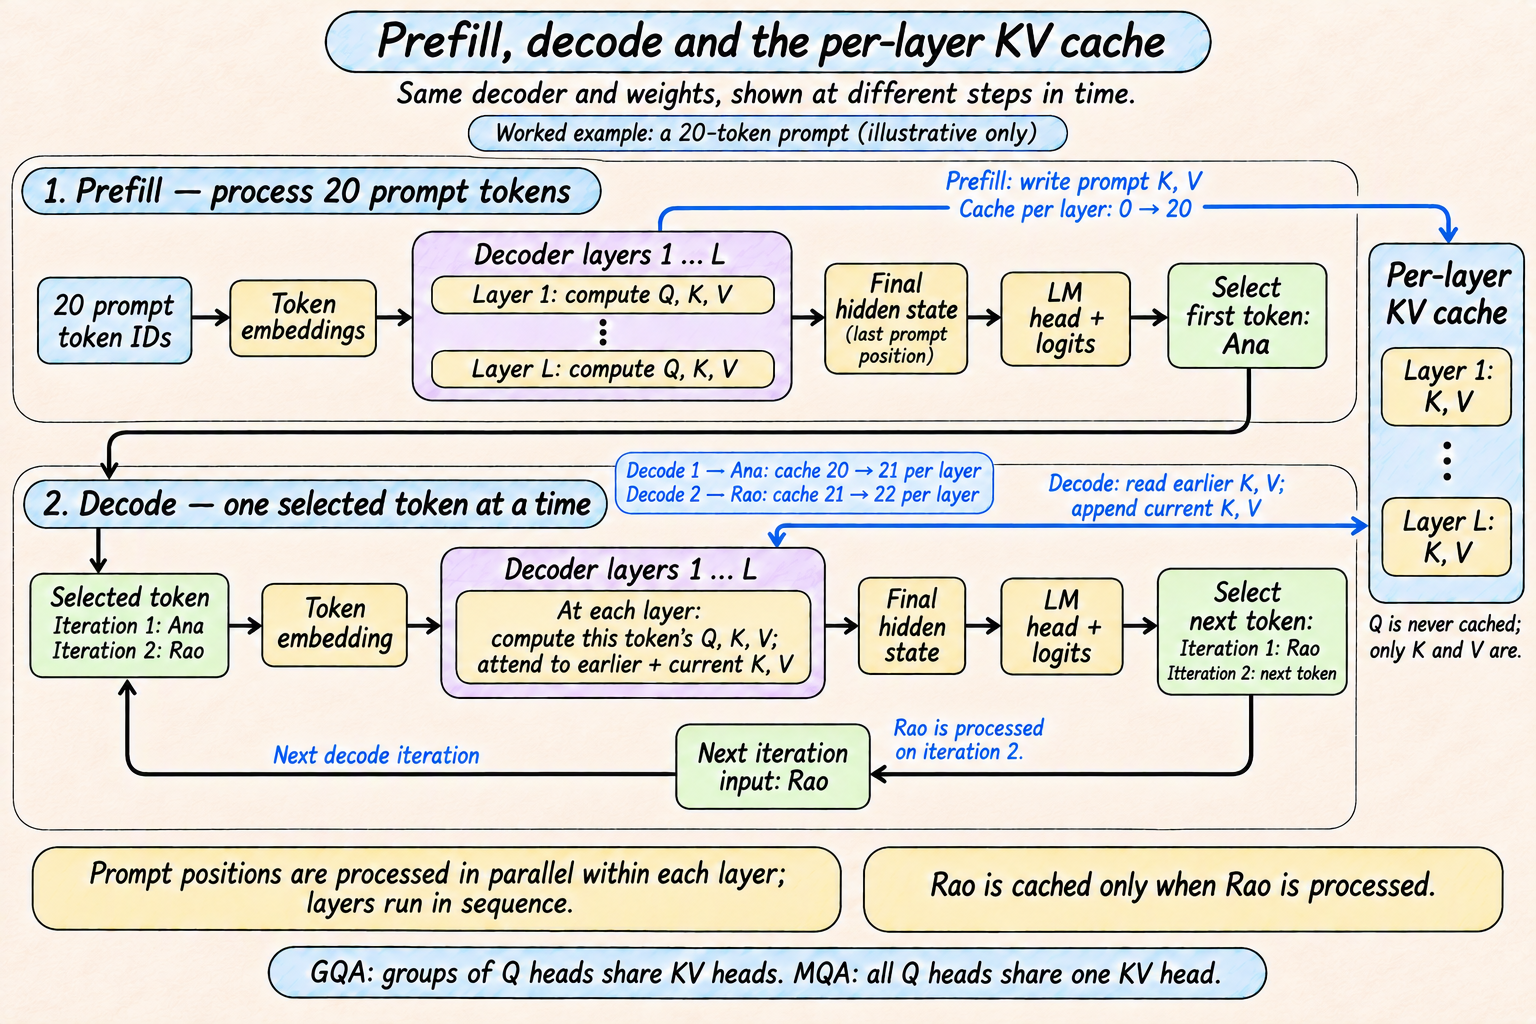 Prefill, decode and the per-layer KV cache
Same decoder and weights, shown at different steps in time.
Worked example: a 20-token prompt (illustrative only)
1. Prefill — process 20 prompt tokens
Prefill: write prompt K, V
Cache per layer: 0 → 20
20 prompt
token IDs
Token
embeddings
Decoder layers 1 ... L
Layer 1: compute Q, K, V
⋮
Layer L: compute Q, K, V
Final
hidden state
(last prompt
position)
LM
head +
logits
Select
first token:
Ana
Per-layer
KV cache
Layer 1:
K, V
⋮
Layer L:
K, V
Q is never cached;
only K and V are.
2. Decode — one selected token at a time
Decode 1 — Ana: cache 20 → 21 per layer
Decode 2 — Rao: cache 21 → 22 per layer
Decode: read earlier K, V;
append current K, V
Selected token
Iteration 1: Ana
Iteration 2: Rao
Token
embedding
Decoder layers 1 ... L
At each layer:
compute this token's Q, K, V;
attend to earlier + current K, V
Final
hidden
state
LM
head +
logits
Select
next token:
Iteration 1: Rao
Itteration 2: next token
Next decode iteration
Next iteration
input: Rao
Rao is processed
on iteration 2.
Prompt positions are processed in parallel within each layer;
layers run in sequence.
Rao is cached only when Rao is processed.
GQA: groups of Q heads share KV heads. MQA: all Q heads share one KV head.